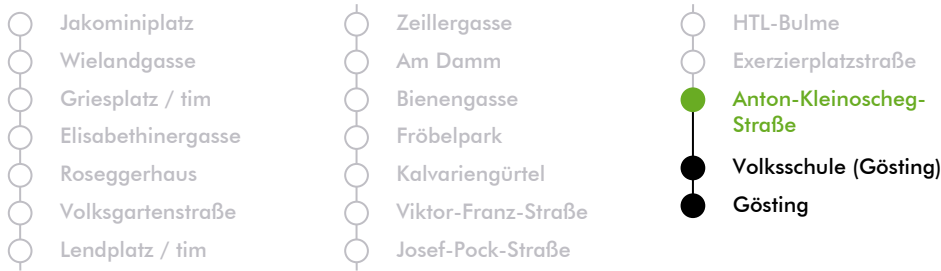 Jakominiplatz
Wielandgasse
Griesplatz / tim
Elisabethinergasse
Roseggerhaus
Volksgartenstraße
Lendplatz / tim
Zeillergasse
Am Damm
Bienengasse
Fröbelpark
Kalvariengürtel
Viktor-Franz-Straße
Josef-Pock-Straße
HTL-Bulme
Exerzierplatzstraße
Anton-Kleinoscheg-
Straße
Volksschule (Gösting)
Gösting